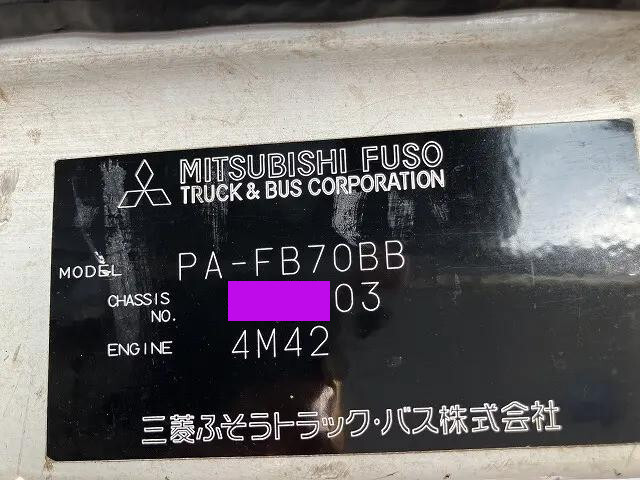 MITSUBISHI FUSO
TRUCK & BUS CORPORATION
MODEL PA-FB70BB
CHASSIS NO. 03
ENGINE 4M42
三菱ふそうトラック・バス株式会社